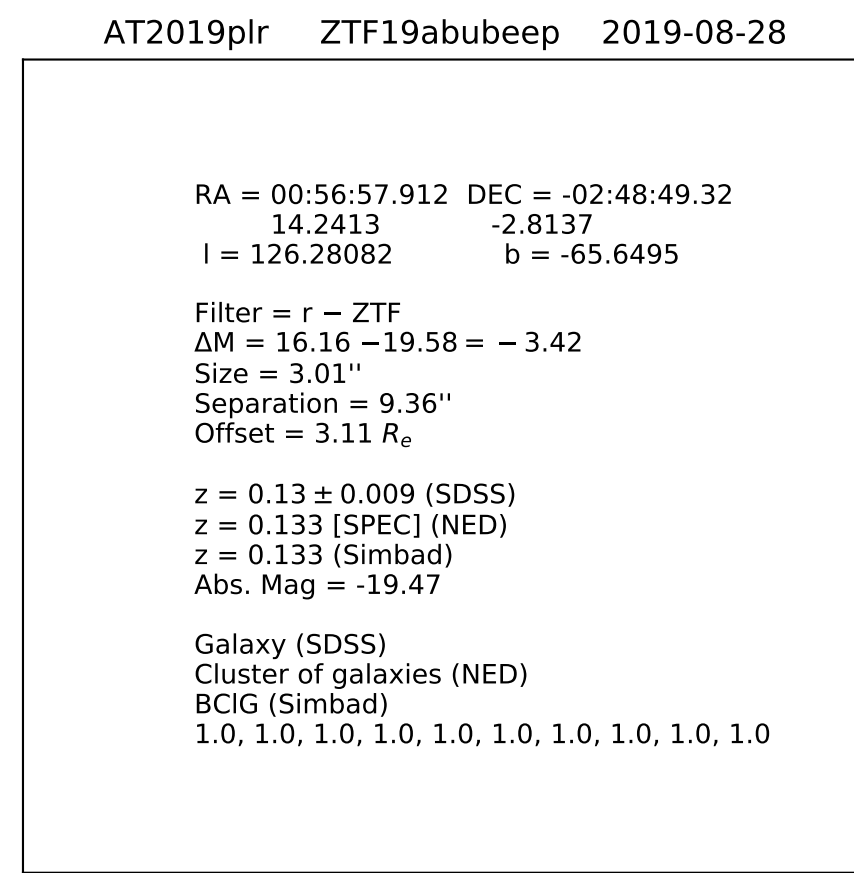 AT2019plr ZTF19abubeep 2019-08-28
RA = 00:56:57.912 DEC = -02:48:49.32
14.2413 -2.8137
l = 126.28082 b = -65.6495
Filter = r − ZTF
ΔM = 16.16 −19.58 = − 3.42
Size = 3.01''
Separation = 9.36''
Offset = 3.11 Rₑ
z = 0.13 ± 0.009 (SDSS)
z = 0.133 [SPEC] (NED)
z = 0.133 (Simbad)
Abs. Mag = -19.47
Galaxy (SDSS)
Cluster of galaxies (NED)
BClG (Simbad)
1.0, 1.0, 1.0, 1.0, 1.0, 1.0, 1.0, 1.0, 1.0, 1.0